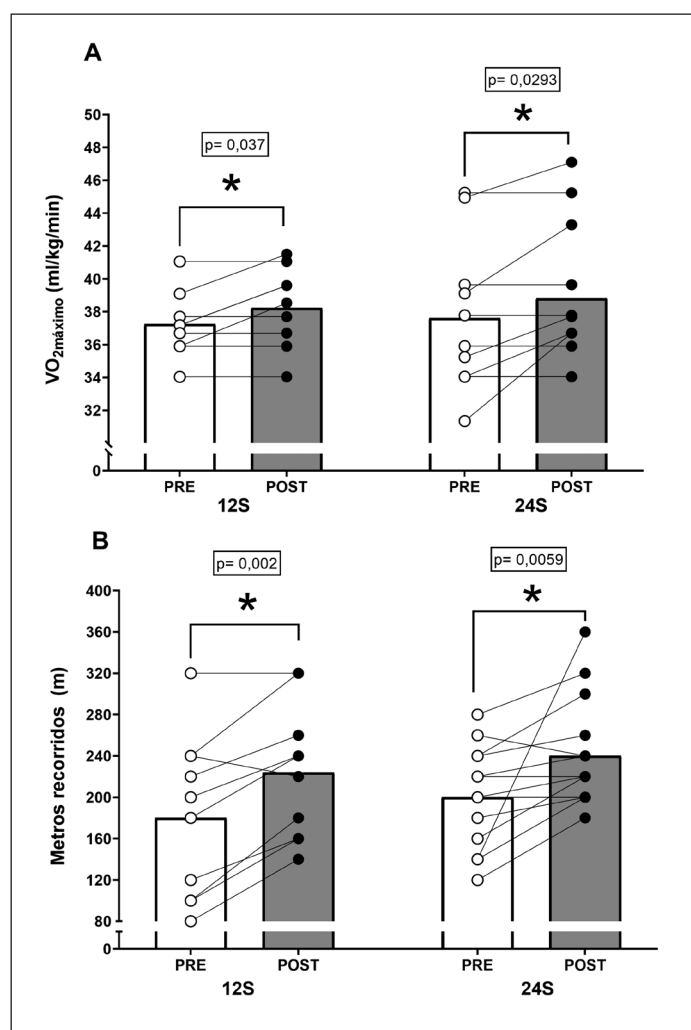 A
p= 0,0293
p= 0,037
*
*
VO2máximo (ml/kg/min)
50
48
46
44
42
40
38
36
34
32
0
PRE
POST
PRE
POST
12S
24S
B
p= 0,002
p= 0,0059
*
*
Metros recorridos (m)
400
360
320
280
240
200
160
120
80
0
PRE
POST
PRE
POST
12S
24S